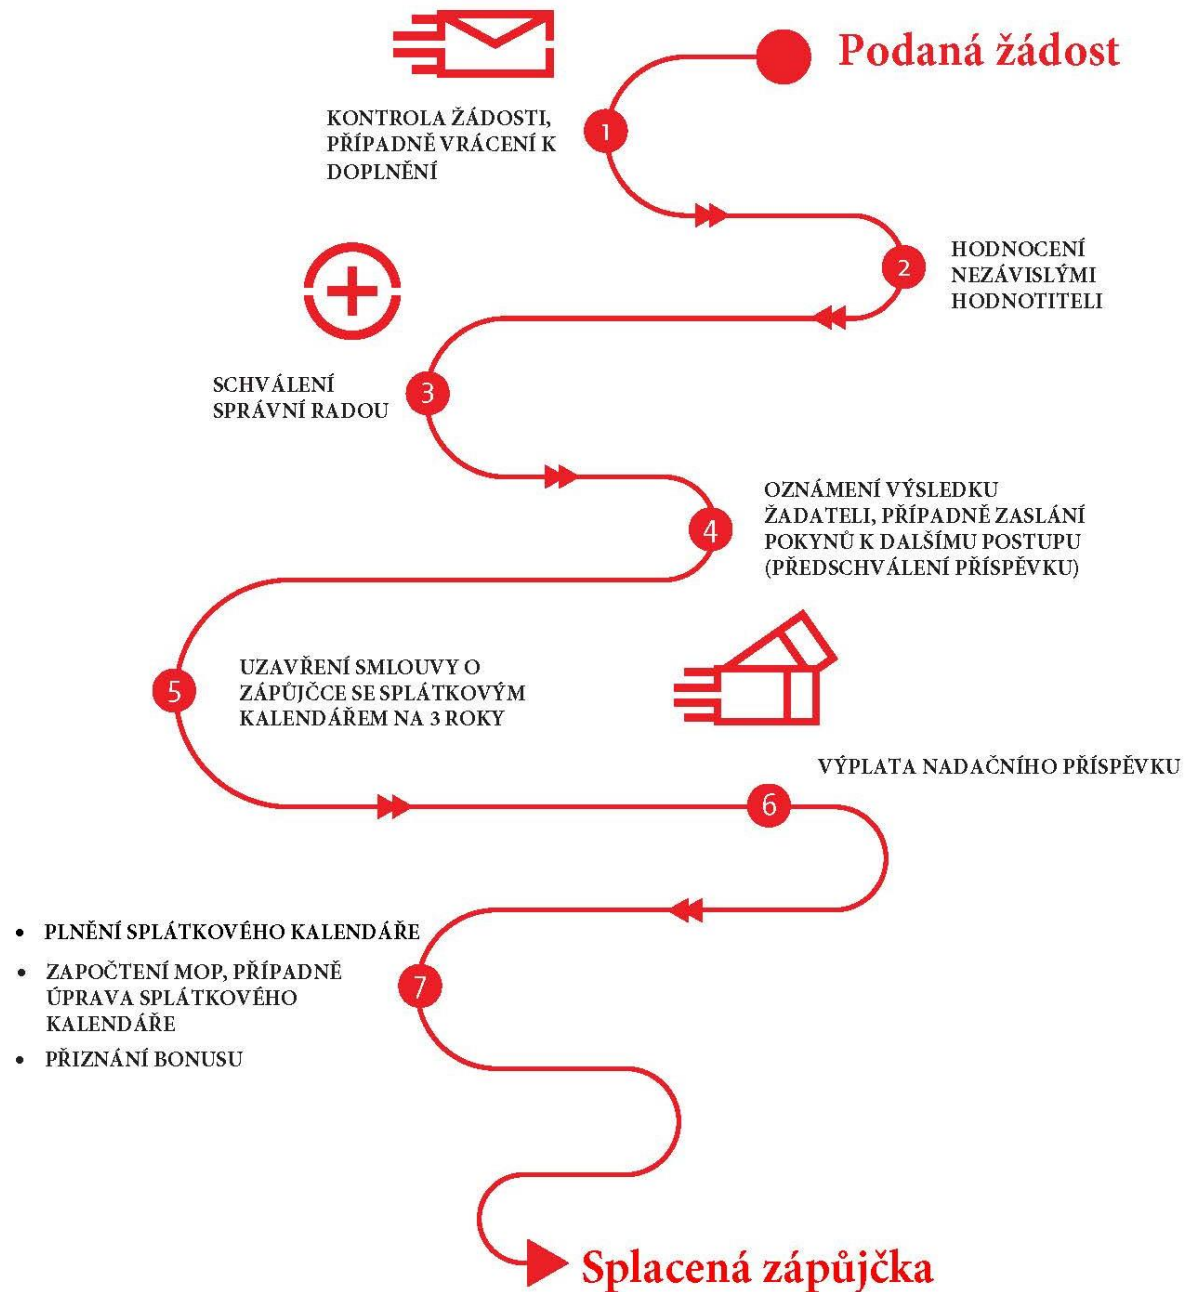 Podaná žádost
KONTROLA ŽÁDOSTI,
PŘÍPADNĚ VRÁCENÍ K
DOPLNĚNÍ
1
HODNOCENÍ
NEZÁVISLÝMI
HODNOTITELI
2
SCHVÁLENÍ
SPRÁVNÍ RADOU
3
OZNÁMENÍ VÝSLEDKU
ŽADATELI, PŘÍPADNĚ ZASLÁNÍ
POKYNŮ K DALŠÍMU POSTUPU
(PŘEDSCHVÁLENÍ PŘÍSPĚVKU)
4
5
UZAVŘENÍ SMLOUVY O
ZÁPŮJČCE SE SPLÁTKOVÝM
KALENDÁŘEM NA 3 ROKY
VÝPLATA NADAČNÍHO PŘÍSPĚVKU
6
• PLNĚNÍ SPLÁTKOVÉHO KALENDÁŘE
• ZAPOČTENÍ MOP, PŘÍPADNĚ
ÚPRAVA SPLÁTKOVÉHO
KALENDÁŘE
• PŘIZNÁNÍ BONUSU
7
Splacená zápůjčka